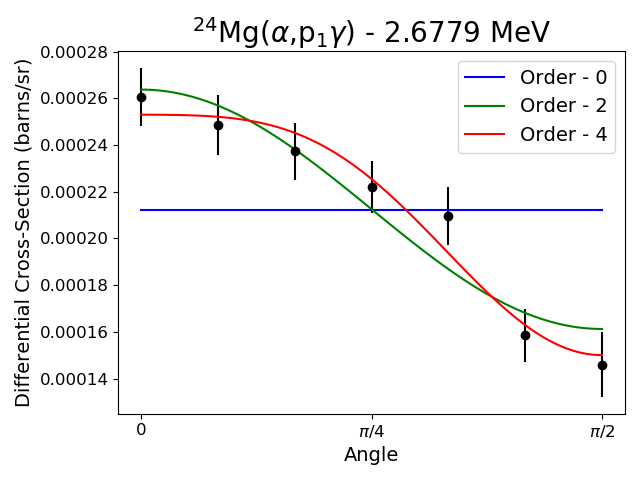 ²⁴Mg(α,p₁γ) - 2.6779 MeV
Differential Cross-Section (barns/sr)
0.00028
0.00026
0.00024
0.00022
0.00020
0.00018
0.00016
0.00014
Order - 0
Order - 2
Order - 4
0
π/4
π/2
Angle